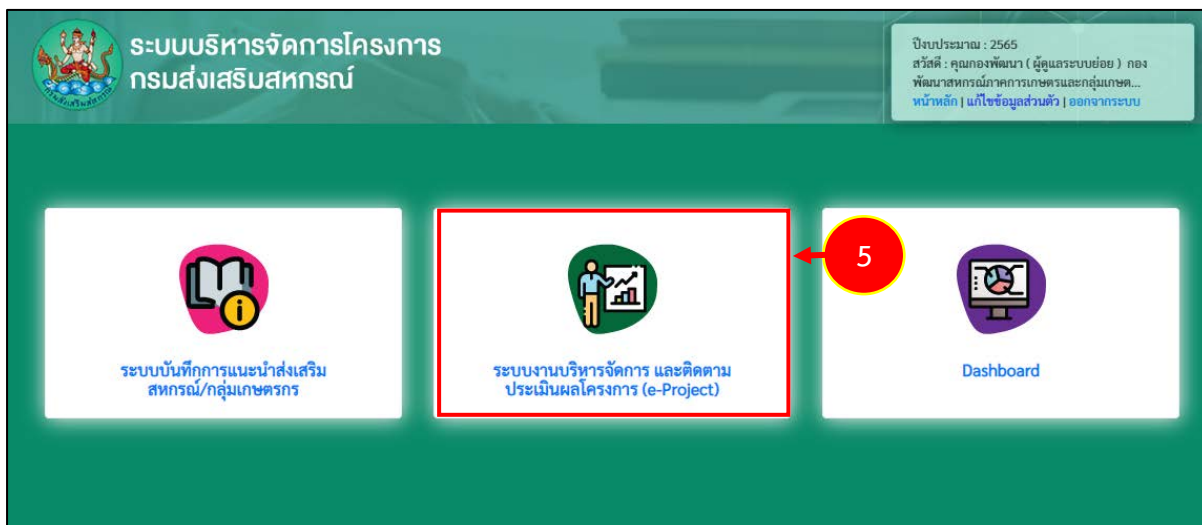 ระบบบริหารจัดการโครงการ
กรมส่งเสริมสหกรณ์
ปีงบประมาณ : 2565
สวัสดี : คุณกองพัฒนา ( ผู้ดูแลระบบย่อย ) กอง
พัฒนาสหกรณ์ภาคการเกษตรและกลุ่มเกษต...
หน้าหลัก | แก้ไขข้อมูลส่วนตัว | ออกจากระบบ
5
ระบบบันทึกการแนะนำส่งเสริม
สหกรณ์/กลุ่มเกษตรกร
ระบบงานบริหารจัดการ และติดตาม
ประเมินผลโครงการ (e-Project)
Dashboard